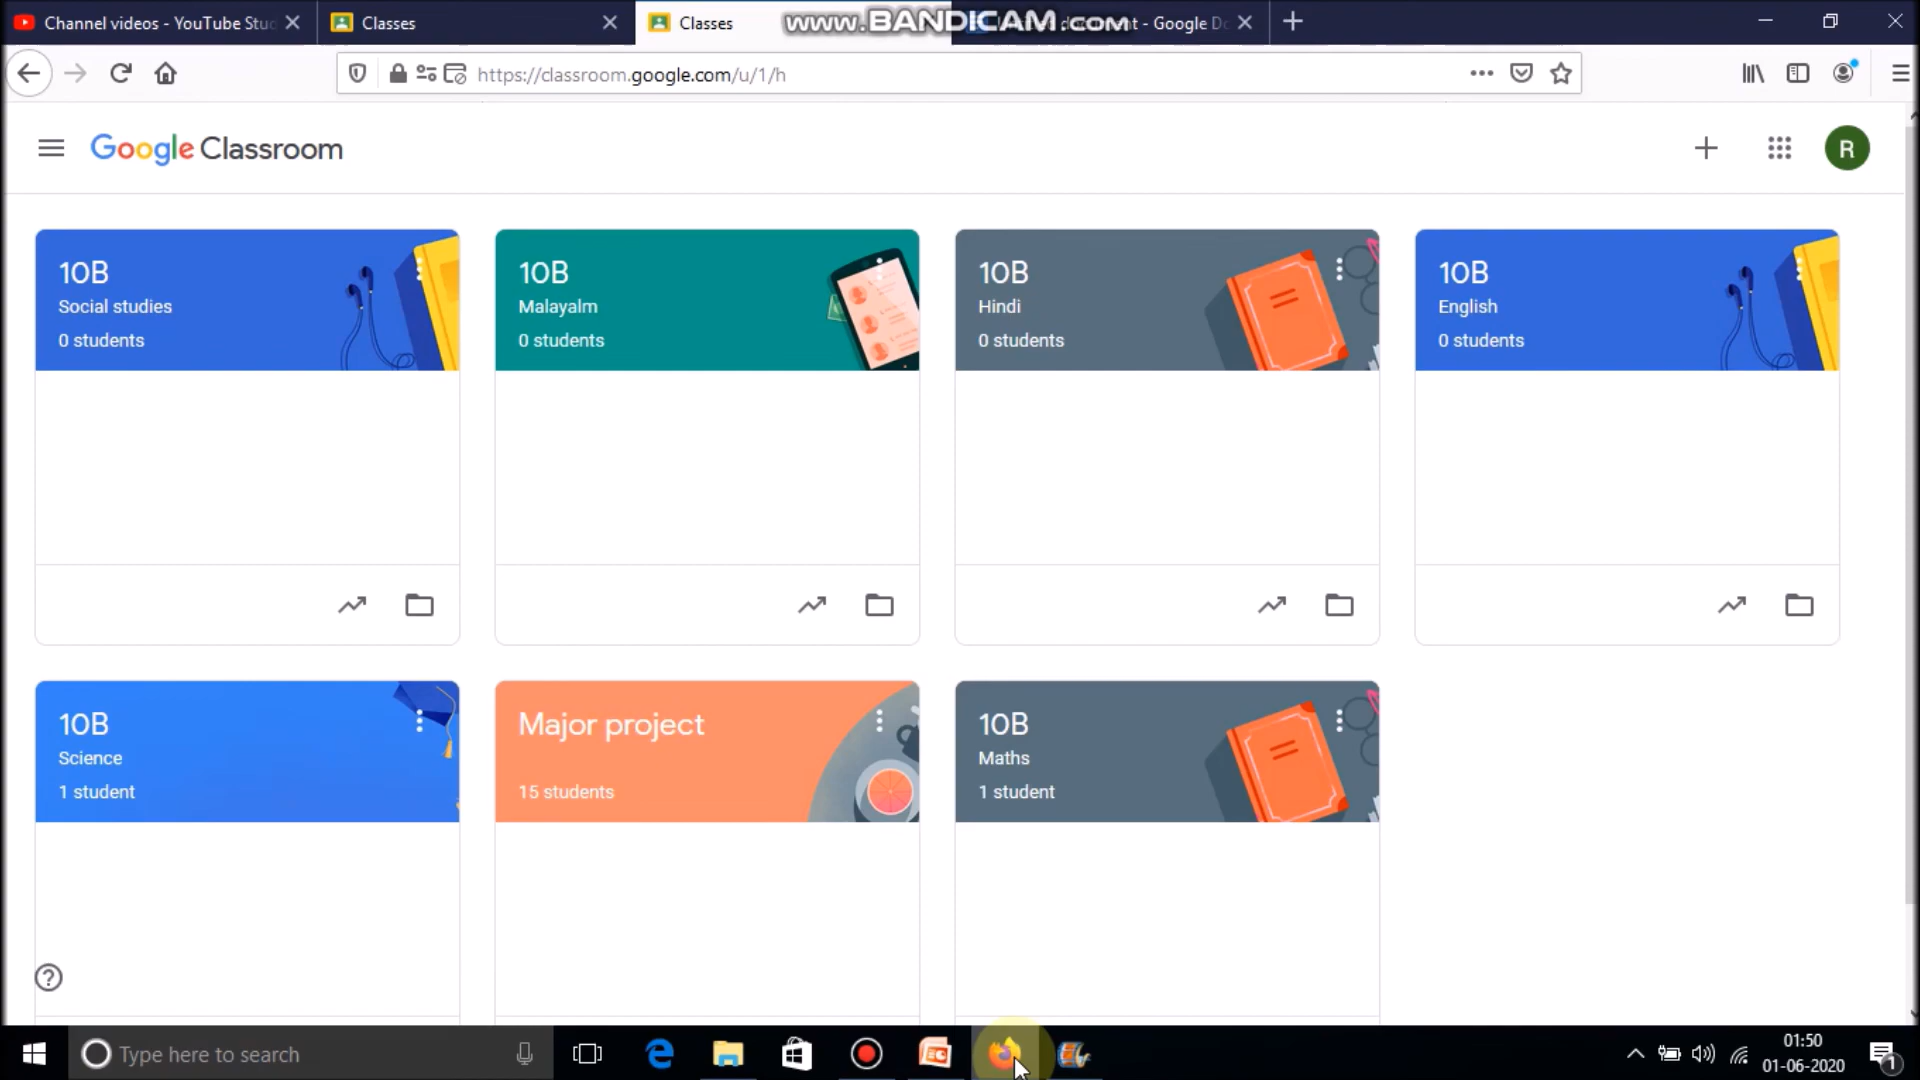 Channel videos - YouTube Stu
Classes
Classes
www.BANDICAM.com
- Google Do
https://classroom.google.com/u/1/h
Google Classroom
R
10B
Social studies
0 students
10B
Malayalm
0 students
10B
Hindi
0 students
10B
English
0 students
10B
Science
1 student
Major project
15 students
10B
Maths
1 student
Type here to search
01:50
01-06-2020
1